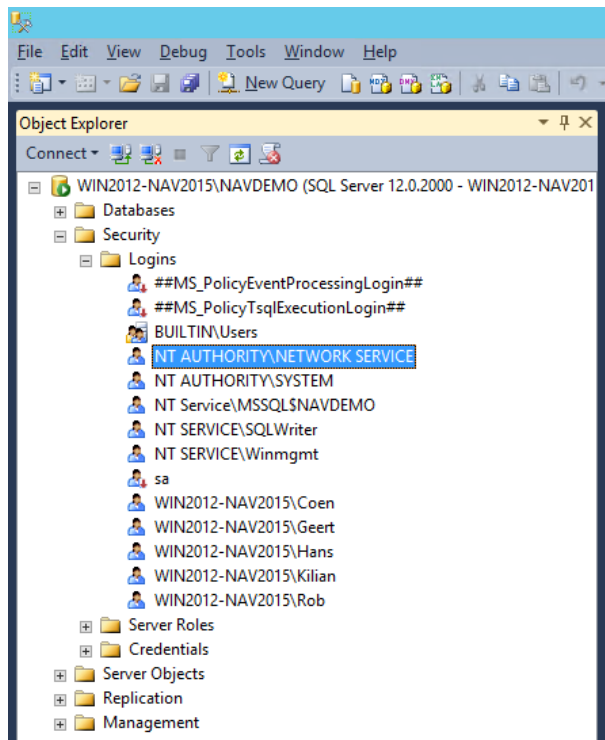 File Edit View Debug Tools Window Help
New Query
Object Explorer
Connect
WIN2012-NAV2015\NAVDEMO (SQL Server 12.0.2000 - WIN2012-NAV201
Databases
Security
Logins
##MS_PolicyEventProcessingLogin##
##MS_PolicyTsqlExecutionLogin##
BUILTIN\Users
NT AUTHORITY\NETWORK SERVICE
NT AUTHORITY\SYSTEM
NT Service\MSSQL$NAVDEMO
NT SERVICE\SQLWriter
NT SERVICE\Winmgmt
sa
WIN2012-NAV2015\Coen
WIN2012-NAV2015\Geert
WIN2012-NAV2015\Hans
WIN2012-NAV2015\Kilian
WIN2012-NAV2015\Rob
Server Roles
Credentials
Server Objects
Replication
Management